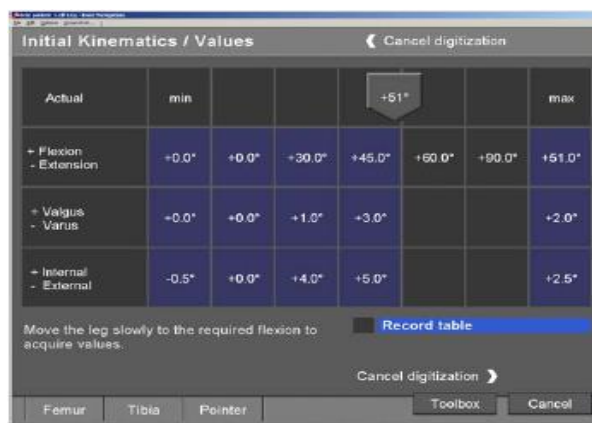 Initial Kinematics / Values
Cancel digitization
Actual min +51° max
+ Flexion
- Extension
+0.0° +0.0° +30.0° +45.0° +60.0° +90.0° +51.0°
+ Valgus
- Varus
+0.0° +0.0° +1.0° +3.0° +2.0°
+ Internal
- External
-0.5° +0.0° +4.0° +5.0° +2.5°
Move the leg slowly to the required flexion to
acquire values.
Record table
Cancel digitization
Femur Tibia Pointer Toolbox Cancel